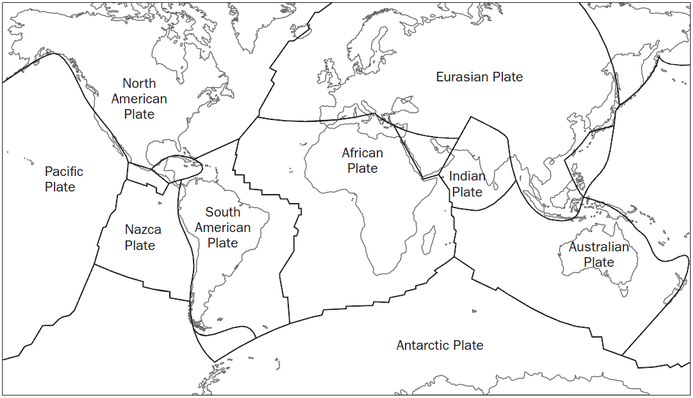 North
American
Plate
Eurasian Plate
African
Plate
Pacific
Plate
Indian
Plate
South
American
Plate
Nazca
Plate
Australian
Plate
Antarctic Plate